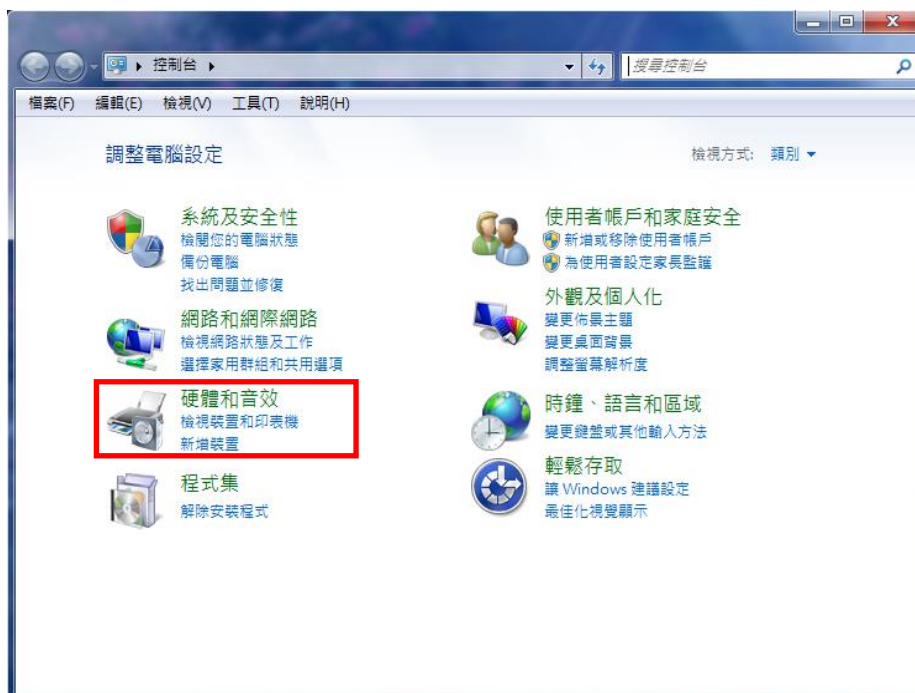 控制台
搜尋控制台
檔案(F) 編輯(E) 檢視(V) 工具(T) 說明(H)
調整電腦設定
檢視方式: 類別
系統及安全性
檢閱您的電腦狀態
備份電腦
找出問題並修復
網路和網際網路
檢視網路狀態及工作
選擇家用群組和共用選項
硬體和音效
檢視裝置和印表機
新增裝置
程式集
解除安裝程式
使用者帳戶和家庭安全
新增或移除使用者帳戶
為使用者設定家長監護
外觀及個人化
變更佈景主題
變更桌面背景
調整螢幕解析度
時鐘、語言和區域
變更鍵盤或其他輸入方法
輕鬆存取
讓 Windows 建議設定
最佳化視覺顯示